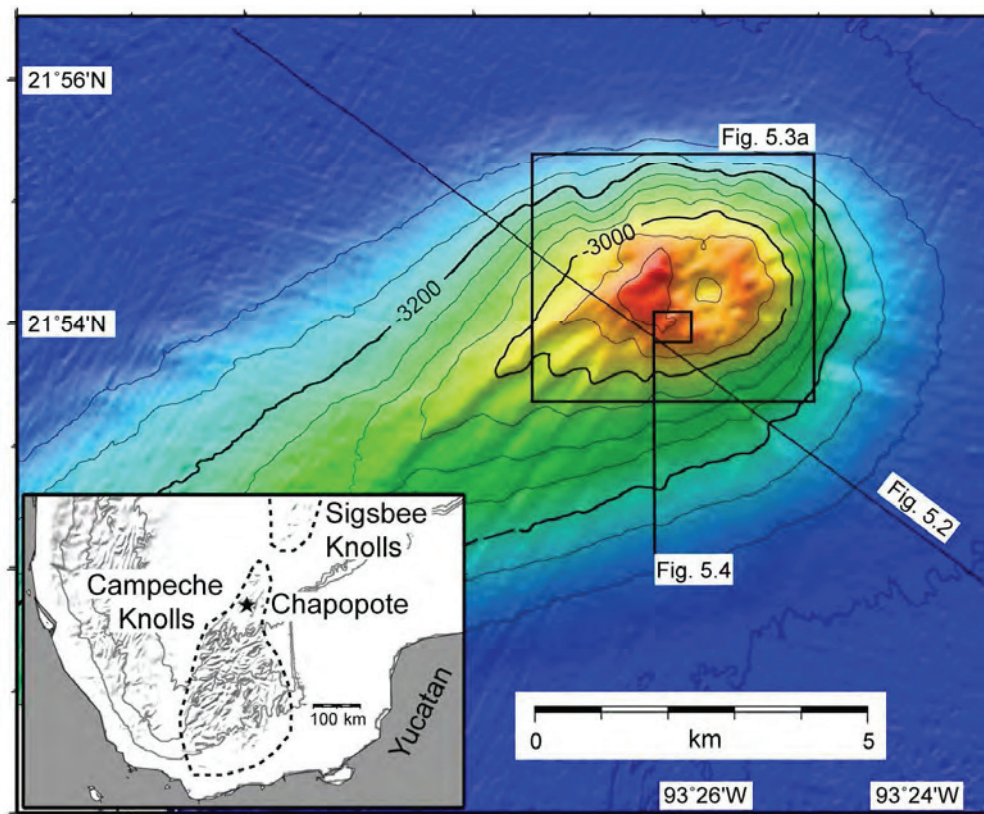 21°56'N
Fig. 5.3a
-3000
-3200
21°54'N
Fig. 5.2
Fig. 5.4
Sigsbee
Knolls
Campeche
Knolls
Chapopote
100 km
Yucatan
0 5
km
93°26'W 93°24'W